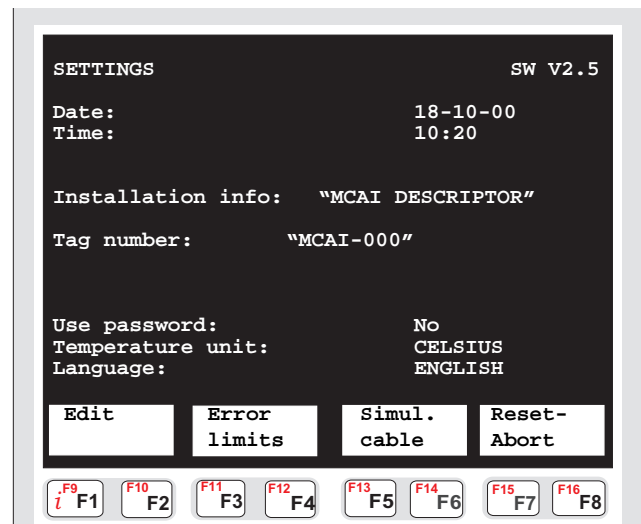 SETTINGS SW V2.5
Date: 18-10-00
Time: 10:20
Installation info: “MCAI DESCRIPTOR”
Tag number: “MCAI-000”
Use password: No
Temperature unit: CELSIUS
Language: ENGLISH
Edit Error Simul. Reset-
limits cable Abort
F9 F10 F11 F12 F13 F14 F15 F16
i F1 F2 F3 F4 F5 F6 F7 F8